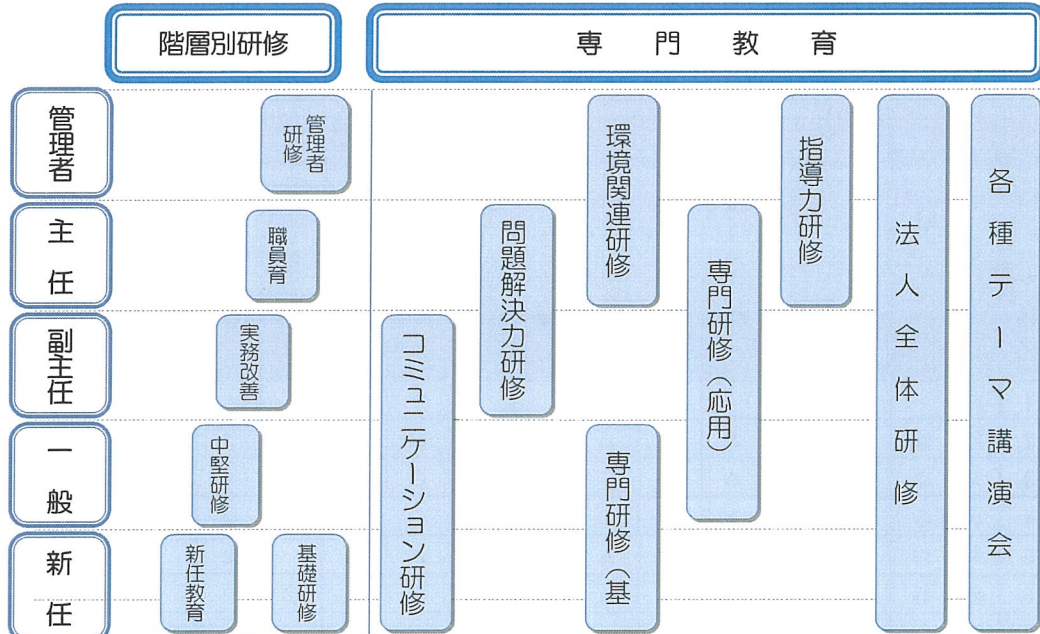 階層別研修
専門教育
管理者
管理者
研修
主任
職員育
副主任
実務改善
一般
中堅研修
新任
新任教育
基礎研修
コミュニケーション研修
問題解決力研修
環境関連研修
専門研修(基
専門研修(応用)
指導力研修
法人全体研修
各種テーマ講演会